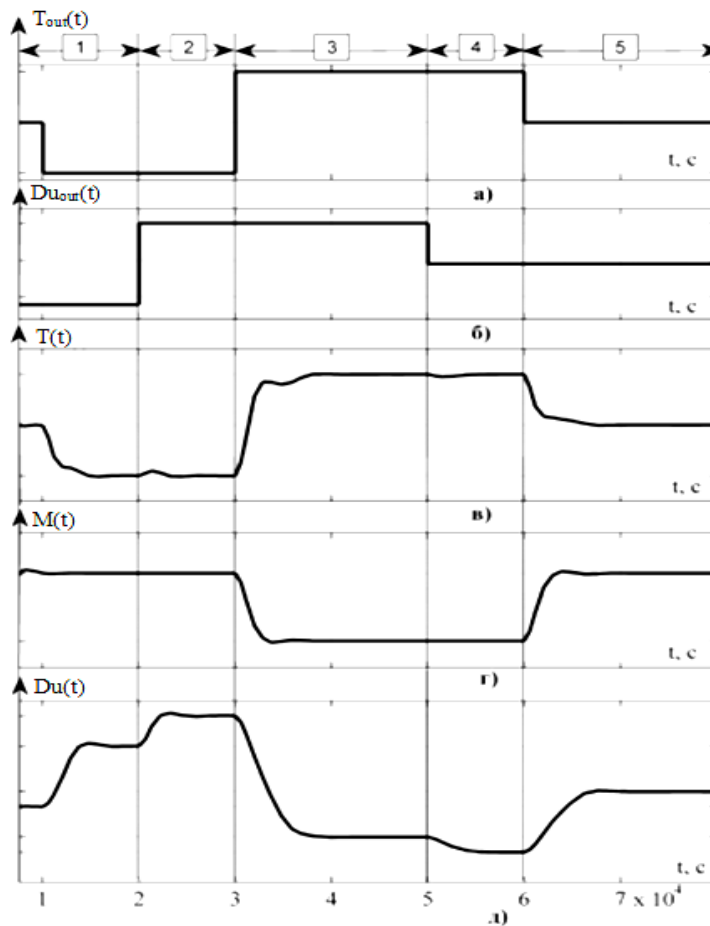 Tout(t)
1 2 3 4 5
t, с
а)
Duout(t)
t, с
б)
T(t)
t, с
в)
M(t)
t, с
г)
Du(t)
t, с
1 2 3 4 5 6 7 x 10⁴
д)